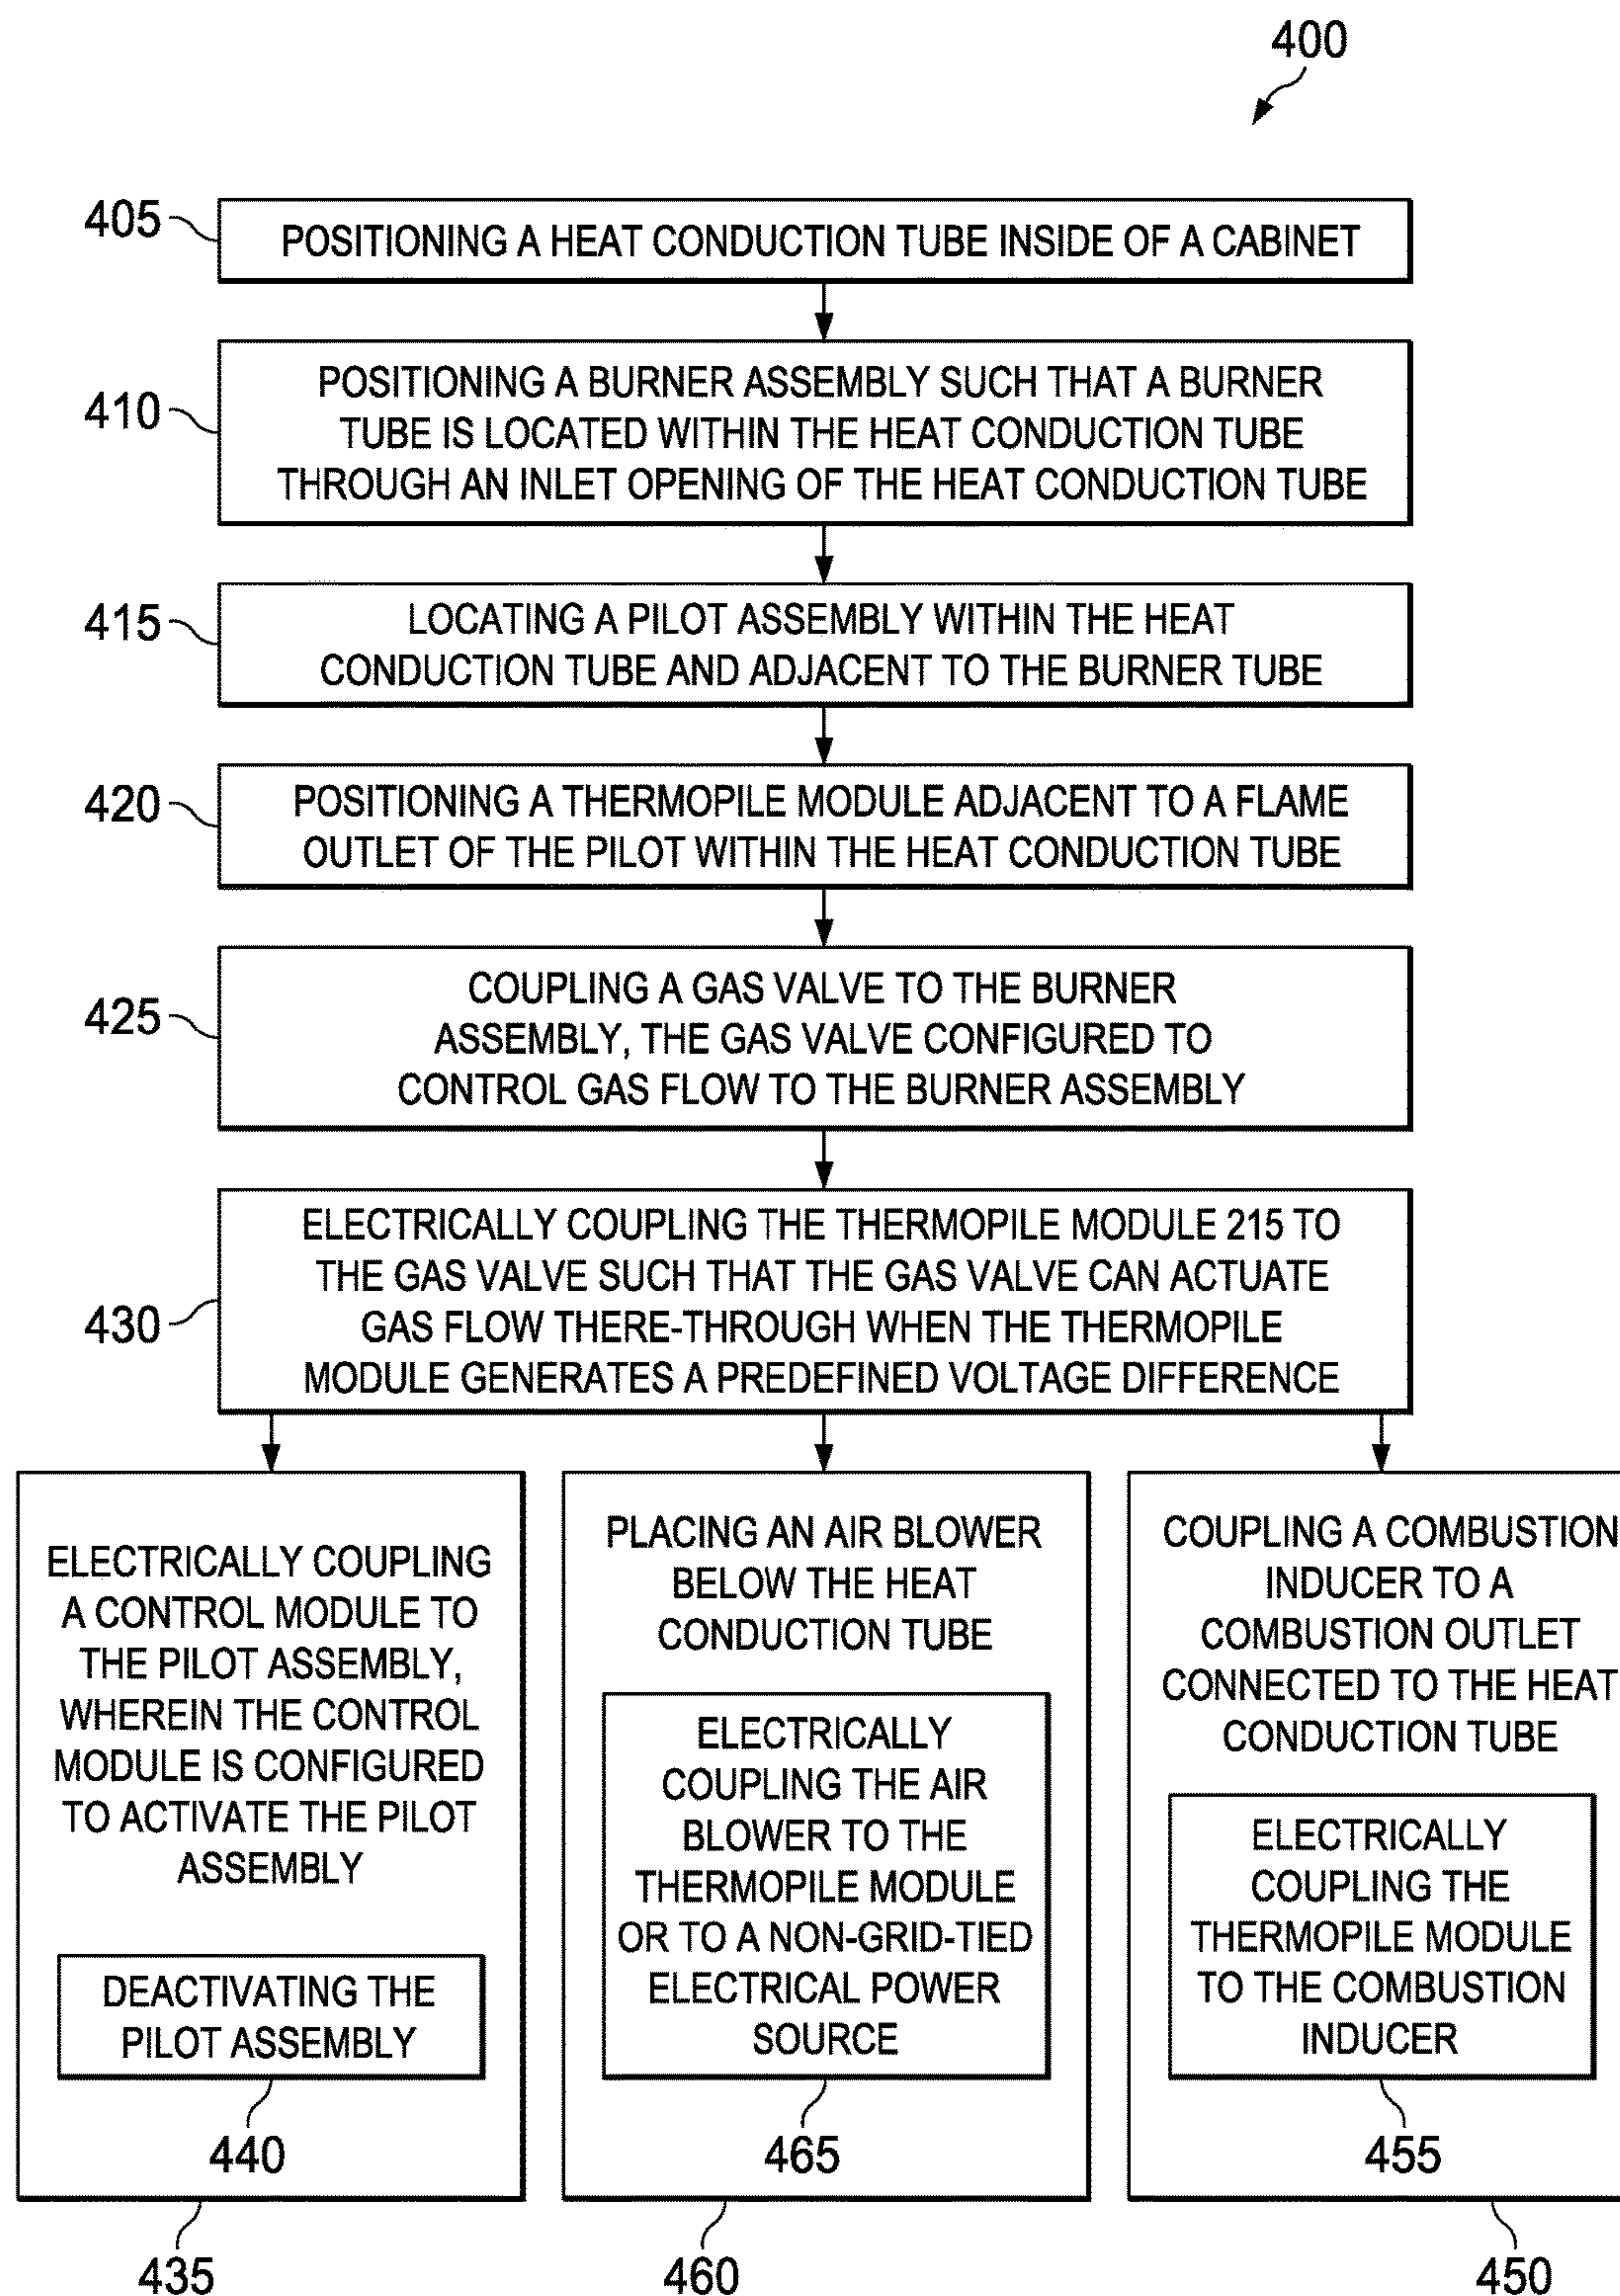 400
405
POSITIONING A HEAT CONDUCTION TUBE INSIDE OF A CABINET
410
POSITIONING A BURNER ASSEMBLY SUCH THAT A BURNER
TUBE IS LOCATED WITHIN THE HEAT CONDUCTION TUBE
THROUGH AN INLET OPENING OF THE HEAT CONDUCTION TUBE
415
LOCATING A PILOT ASSEMBLY WITHIN THE HEAT
CONDUCTION TUBE AND ADJACENT TO THE BURNER TUBE
420
POSITIONING A THERMOPILE MODULE ADJACENT TO A FLAME
OUTLET OF THE PILOT WITHIN THE HEAT CONDUCTION TUBE
425
COUPLING A GAS VALVE TO THE BURNER
ASSEMBLY, THE GAS VALVE CONFIGURED TO
CONTROL GAS FLOW TO THE BURNER ASSEMBLY
430
ELECTRICALLY COUPLING THE THERMOPILE MODULE 215 TO
THE GAS VALVE SUCH THAT THE GAS VALVE CAN ACTUATE
GAS FLOW THERE-THROUGH WHEN THE THERMOPILE
MODULE GENERATES A PREDEFINED VOLTAGE DIFFERENCE
ELECTRICALLY COUPLING
A CONTROL MODULE TO
THE PILOT ASSEMBLY,
WHEREIN THE CONTROL
MODULE IS CONFIGURED
TO ACTIVATE THE PILOT
ASSEMBLY
DEACTIVATING THE
PILOT ASSEMBLY
440
435
PLACING AN AIR BLOWER
BELOW THE HEAT
CONDUCTION TUBE
ELECTRICALLY
COUPLING THE AIR
BLOWER TO THE
THERMOPILE MODULE
OR TO A NON-GRID-TIED
ELECTRICAL POWER
SOURCE
465
460
COUPLING A COMBUSTION
INDUCER TO A
COMBUSTION OUTLET
CONNECTED TO THE HEAT
CONDUCTION TUBE
ELECTRICALLY
COUPLING THE
THERMOPILE MODULE
TO THE COMBUSTION
INDUCER
455
450